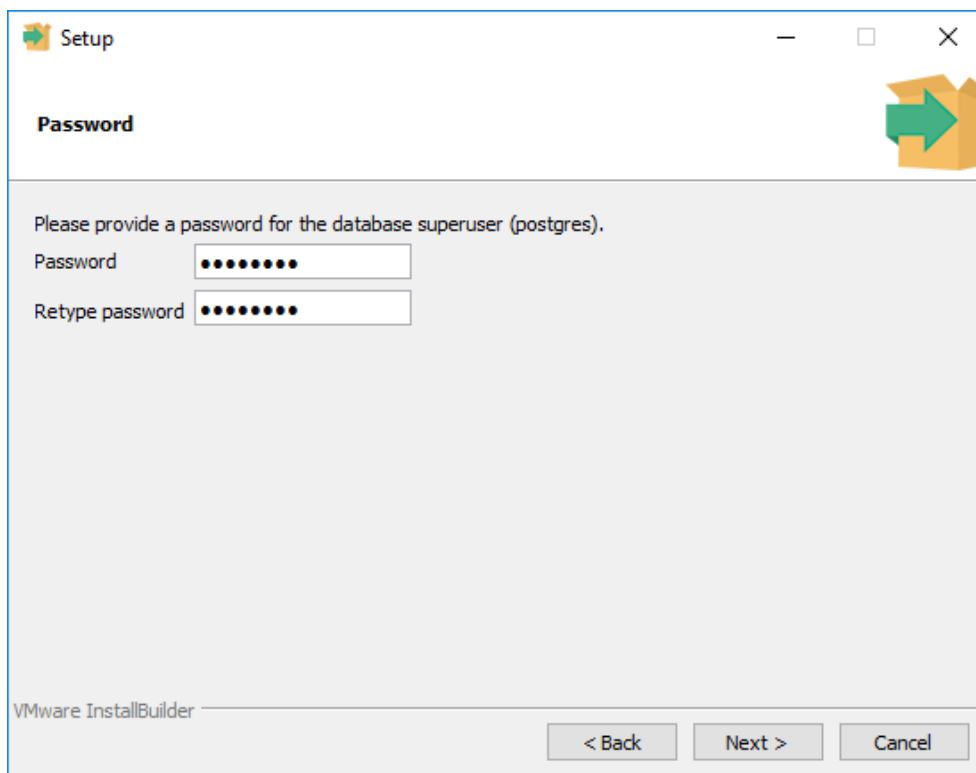 Setup
Password
Please provide a password for the database superuser (postgres).
Password ••••••••
Retype password ••••••••
VMware InstallBuilder
< Back Next > Cancel